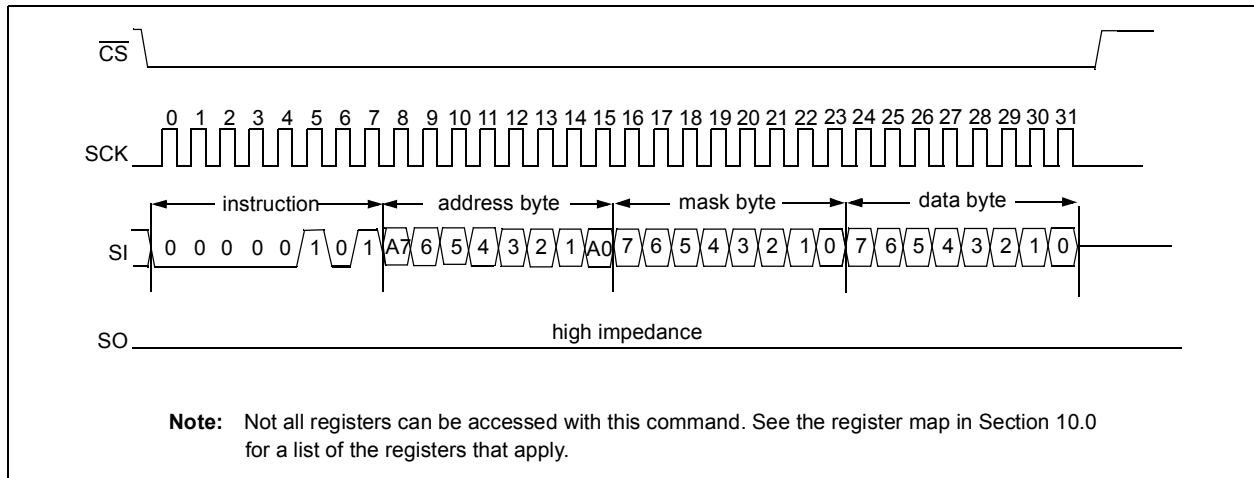 CS
0 1 2 3 4 5 6 7 8 9 10 11 12 13 14 15 16 17 18 19 20 21 22 23 24 25 26 27 28 29 30 31
SCK
instruction address byte mask byte data byte
SI 0 0 0 0 0 1 0 1 A7 6 5 4 3 2 1 A0 7 6 5 4 3 2 1 0 7 6 5 4 3 2 1 0
high impedance
SO
Note: Not all registers can be accessed with this command. See the register map in Section 10.0
for a list of the registers that apply.